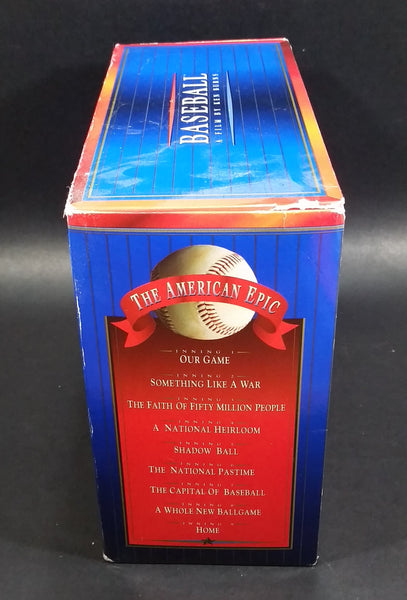 BASEBALL
A FILM BY KEN BURNS
THE AMERICAN EPIC
INNING 1
OUR GAME
INNING 2
SOMETHING LIKE A WAR
INNING 3
THE FAITH OF FIFTY MILLION PEOPLE
INNING 4
A NATIONAL HEIRLOOM
INNING 5
SHADOW BALL
INNING 6
THE NATIONAL PASTIME
INNING 7
THE CAPITAL OF BASEBALL
INNING 8
A WHOLE NEW BALLGAME
INNING 9
HOME